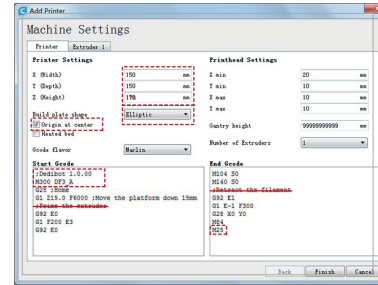 Add Printer
Machine Settings
Printer Extruder 1
Printer Settings
X (Width) 150 mm
Y (Depth) 150 mm
Z (Height) 170 mm
Build plate shape Elliptic
Origin at center
Heated bed
Gcode flavor Marlin
Printhead Settings
X min 20 mm
Y min 10 mm
X max 10 mm
Y max 10 mm
Gantry height 99999999999 mm
Number of Extruders 1
Start Gcode
;Dedibot 1.0.00
M300 DF3_A
G28 ;Home
G1 Z15.0 F6000 ;Move the platform down 15mm
;Prime the extruder
G92 E0
G1 F200 E3
G92 E0
End Gcode
M104 S0
M140 S0
;Retract the filament
G92 E1
G1 E-1 F300
G28 X0 Y0
M84
M25
Back Finish Cancel